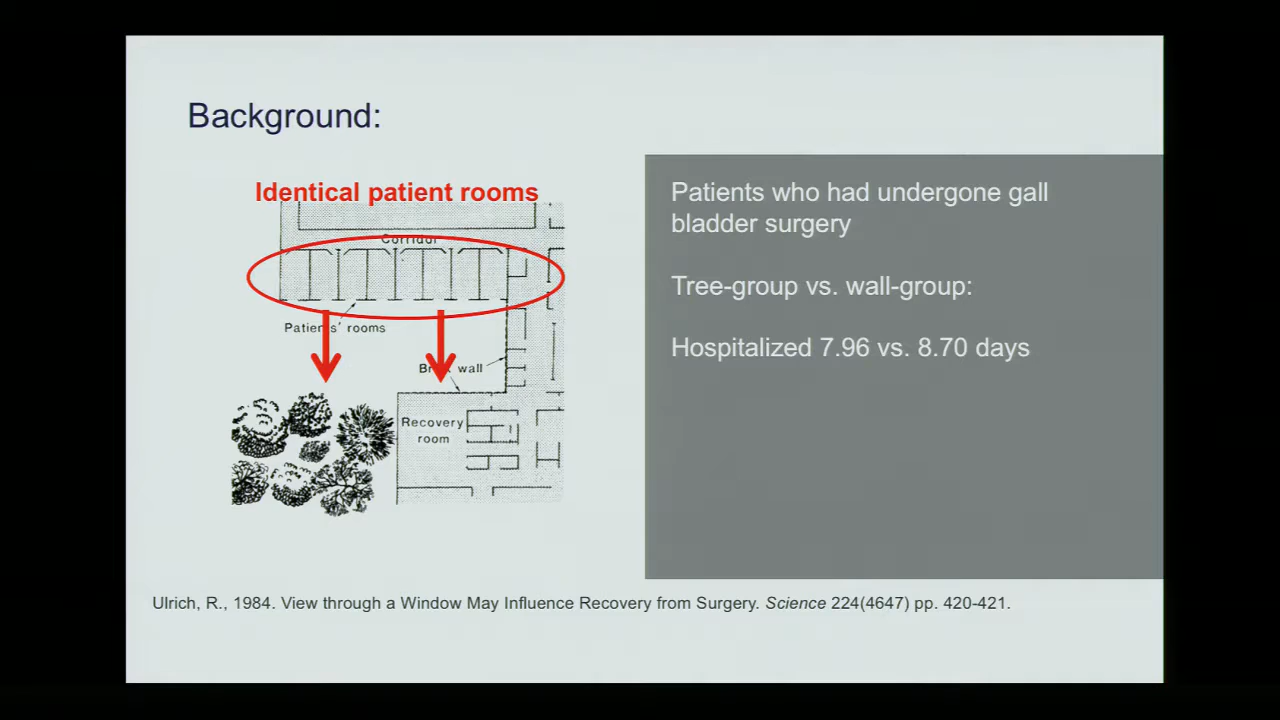 Background:
Identical patient rooms
Corridor
Patients' rooms
Brick wall
Recovery
room
Patients who had undergone gall
bladder surgery
Tree-group vs. wall-group:
Hospitalized 7.96 vs. 8.70 days
Ulrich, R., 1984. View through a Window May Influence Recovery from Surgery. Science 224(4647) pp. 420-421.